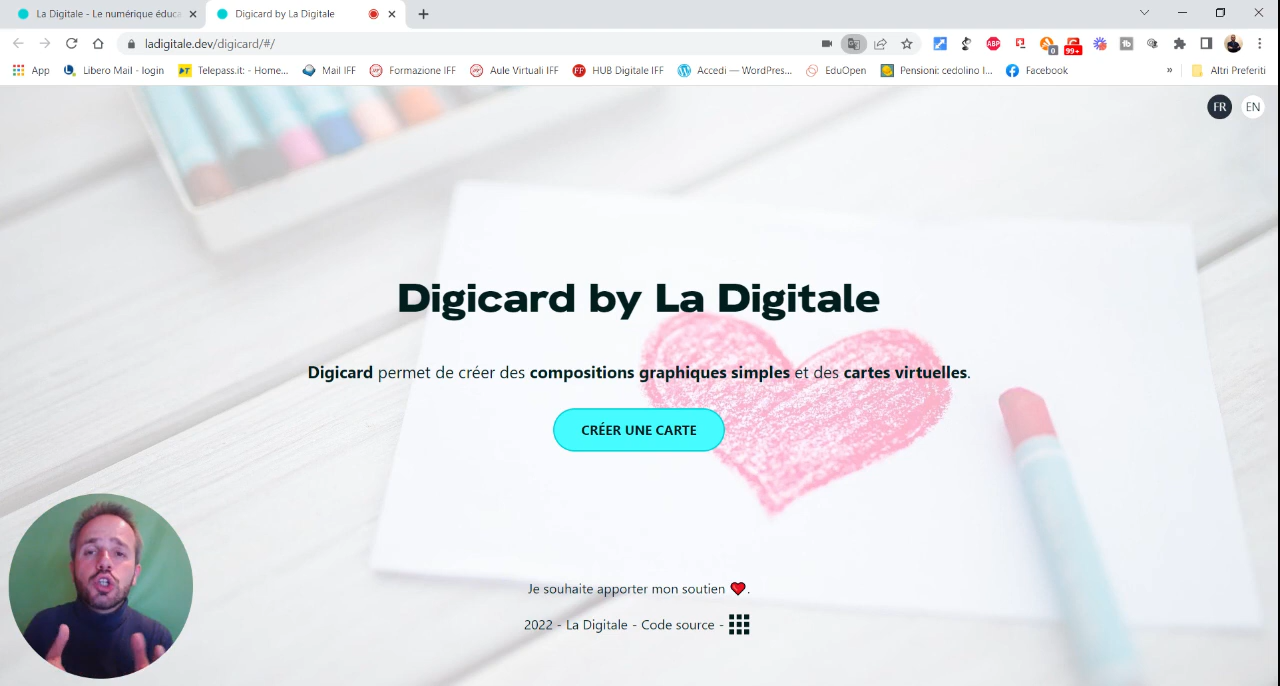 La Digitale - Le numérique éduca
Digicard by La Digitale
ladigitale.dev/digicard/#/
ABP
0
99+
App
Libero Mail - login
Telepass.it: - Home...
Mail IFF
Formazione IFF
Aule Virtuali IFF
HUB Digitale IFF
Accedi — WordPres...
EduOpen
Pensioni: cedolino I...
Facebook
»
Altri Preferiti
FR
EN
Digicard by La Digitale
Digicard permet de créer des compositions graphiques simples et des cartes virtuelles.
CRÉER UNE CARTE
Je souhaite apporter mon soutien ❤.
2022 - La Digitale - Code source -